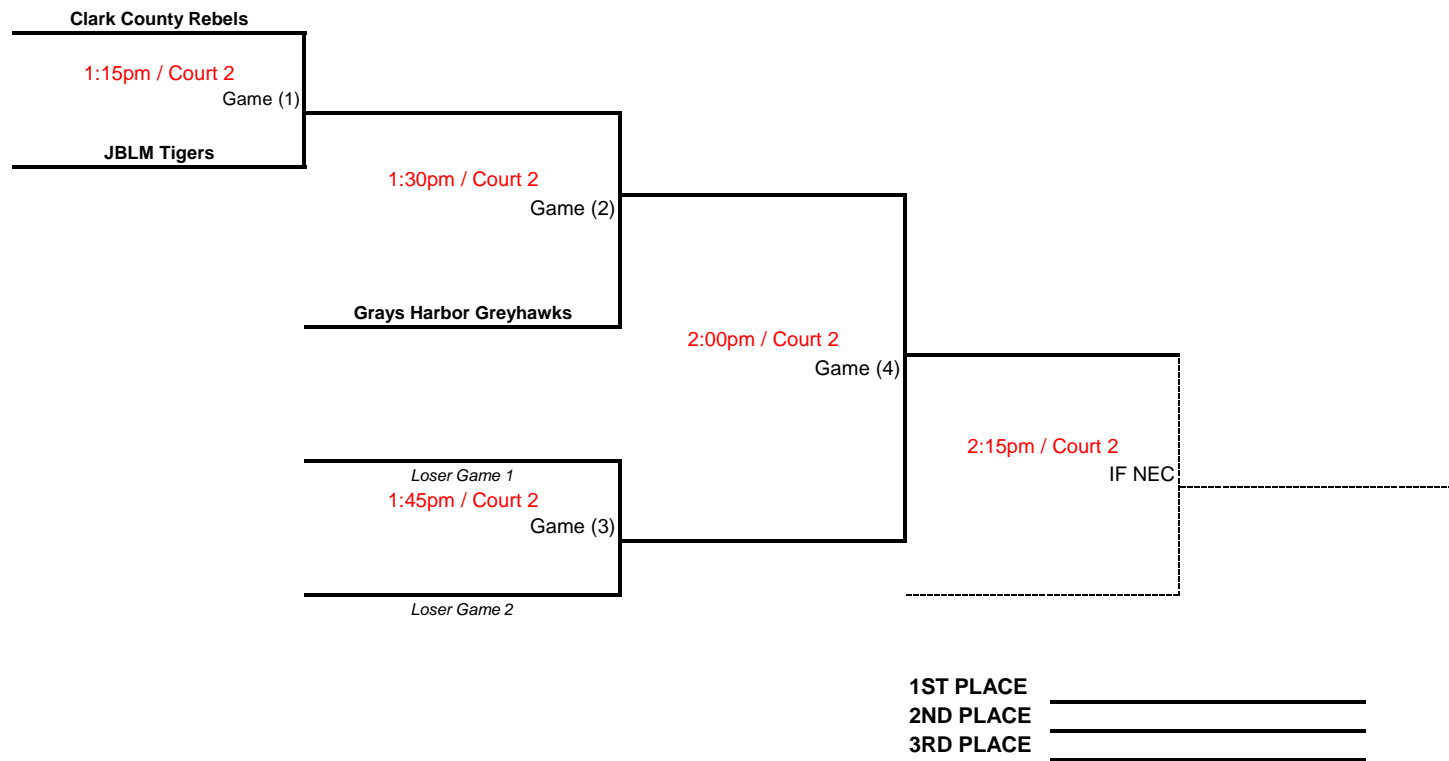 Clark County Rebels
1:15pm / Court 2
Game (1)
JBLM Tigers
1:30pm / Court 2
Game (2)
Grays Harbor Greyhawks
2:00pm / Court 2
Game (4)
2:15pm / Court 2
IF NEC
Loser Game 1
1:45pm / Court 2
Game (3)
Loser Game 2
1ST PLACE
2ND PLACE
3RD PLACE